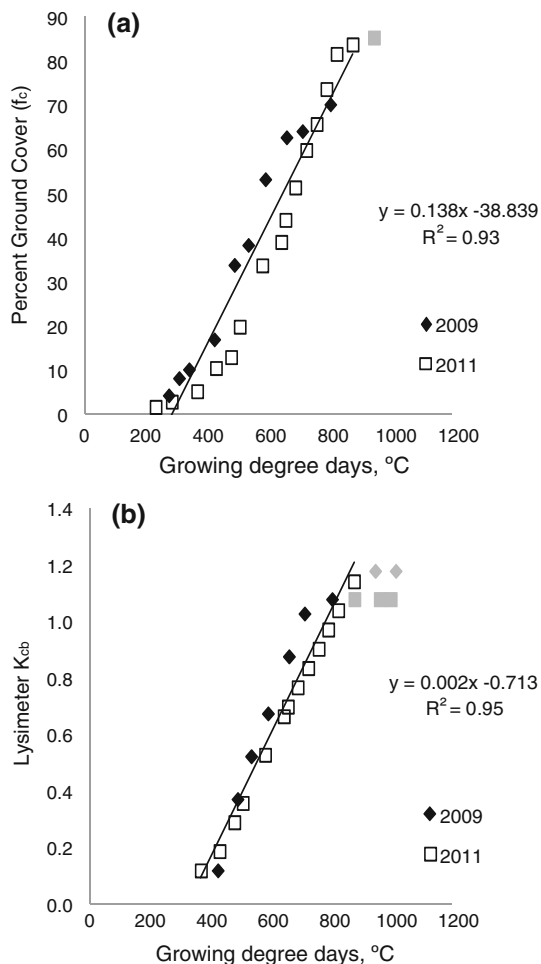 (a)
90
80
70
60
50
40
30
20
10
0
Percent Ground Cover (fc)
y = 0.138x -38.839
R² = 0.93
2009
2011
0 200 400 600 800 1000 1200
Growing degree days, ºC
(b)
1.4
1.2
1.0
0.8
0.6
0.4
0.2
0.0
Lysimeter Kcb
y = 0.002x -0.713
R² = 0.95
2009
2011
0 200 400 600 800 1000 1200
Growing degree days, ºC